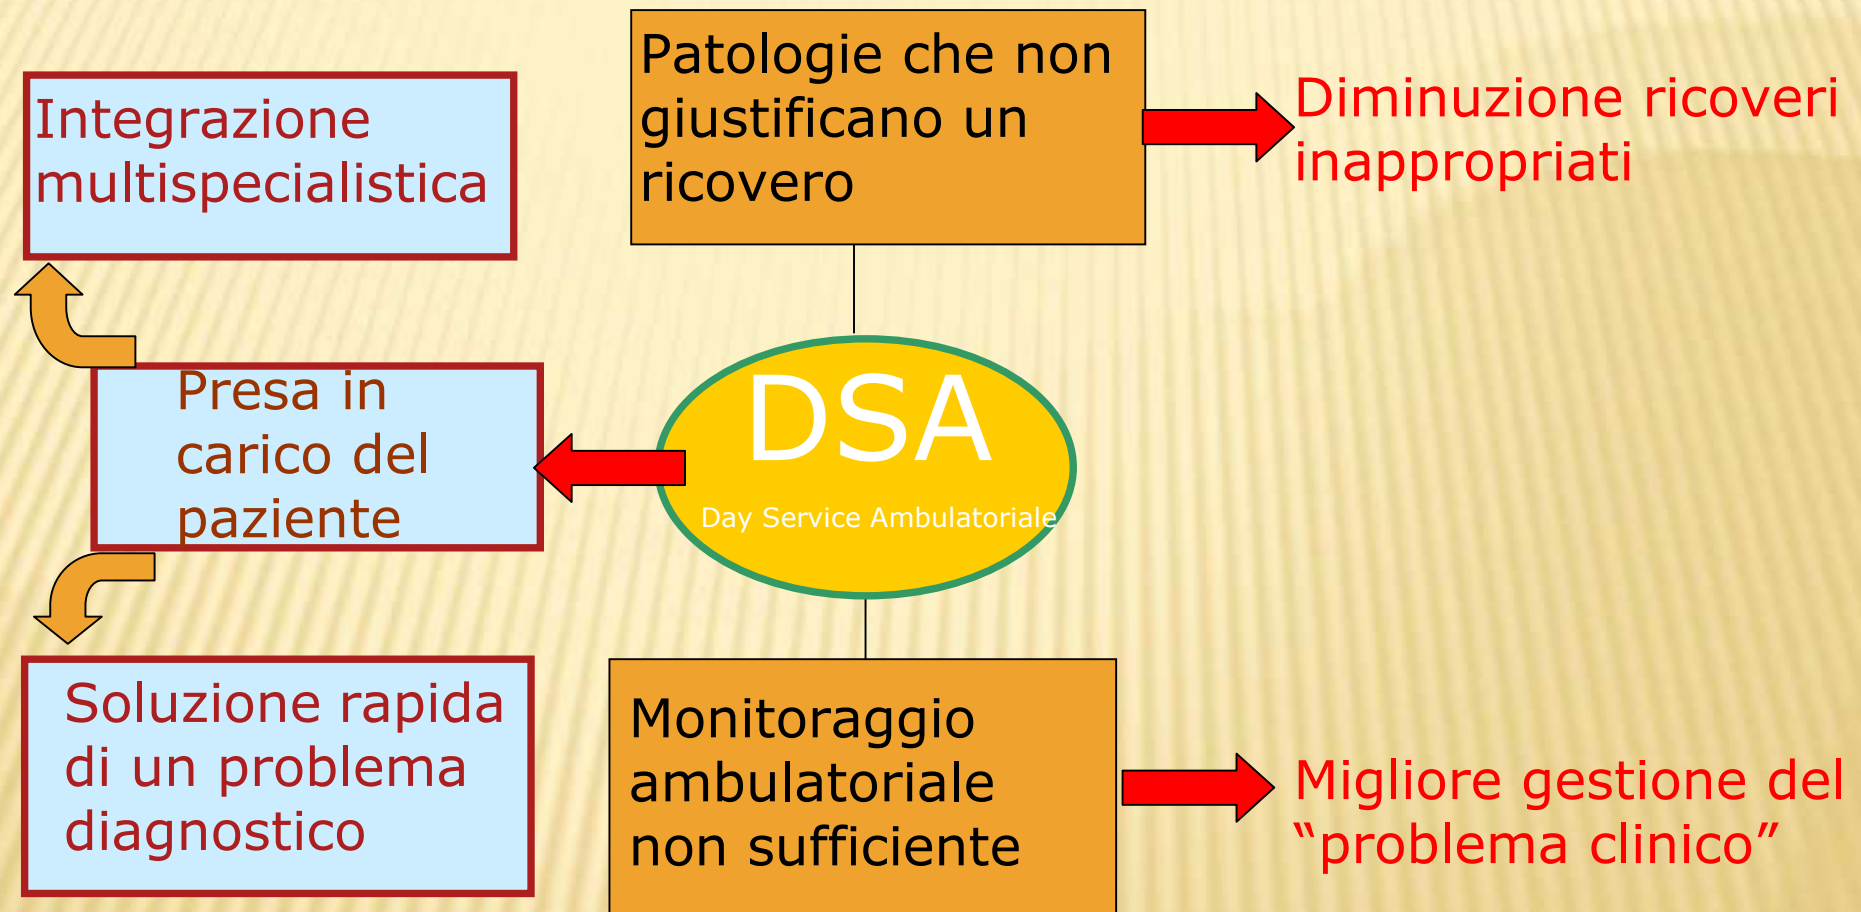 Integrazione
multispecialistica
Patologie che non
giustificano un
ricovero
Diminuzione ricoveri
inappropriati
Presa in
carico del
paziente
DSA
Day Service Ambulatoriale
Soluzione rapida
di un problema
diagnostico
Monitoraggio
ambulatoriale
non sufficiente
Migliore gestione del
“problema clinico”